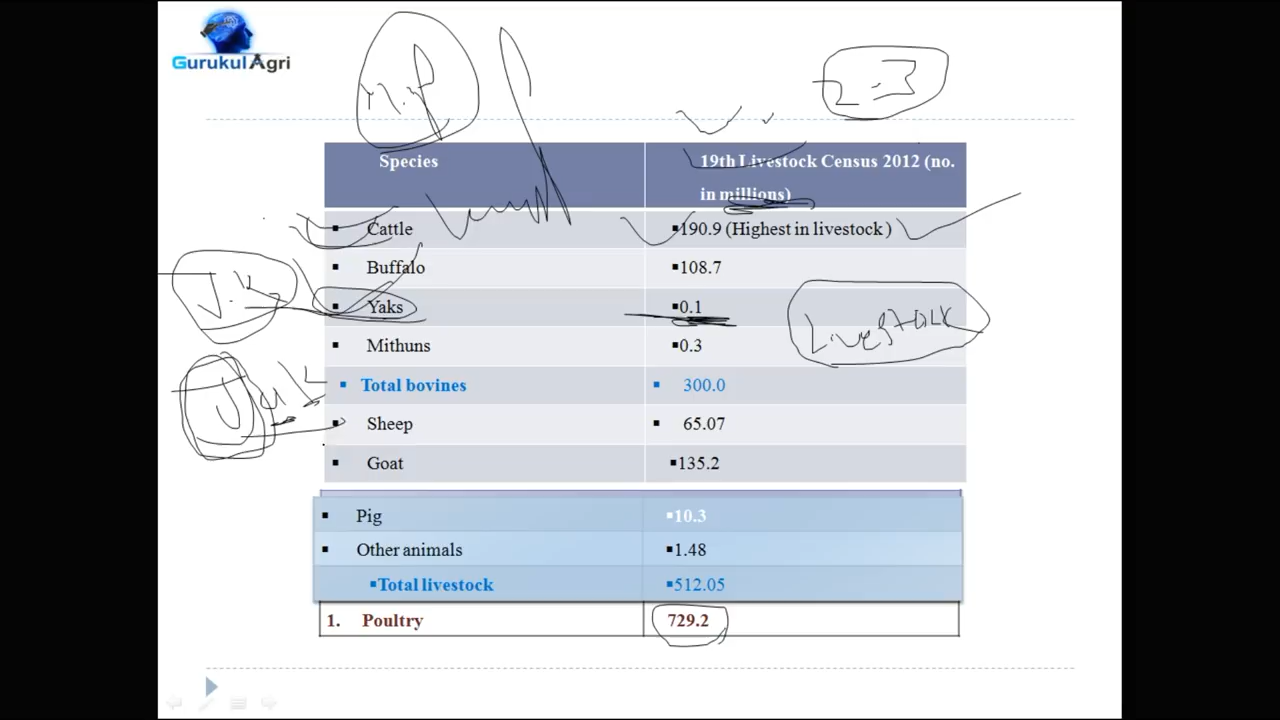 GurukulAgri
M.P
2.3
Species
19th Livestock Census 2012 (no.
in millions)
Cattle
190.9 (Highest in livestock )
Buffalo
108.7
J.K
Yaks
0.1
Livestock
Mithuns
0.3
Total bovines
300.0
Sheep
65.07
Goat
135.2
Pig
10.3
Other animals
1.48
Total livestock
512.05
1. Poultry
729.2